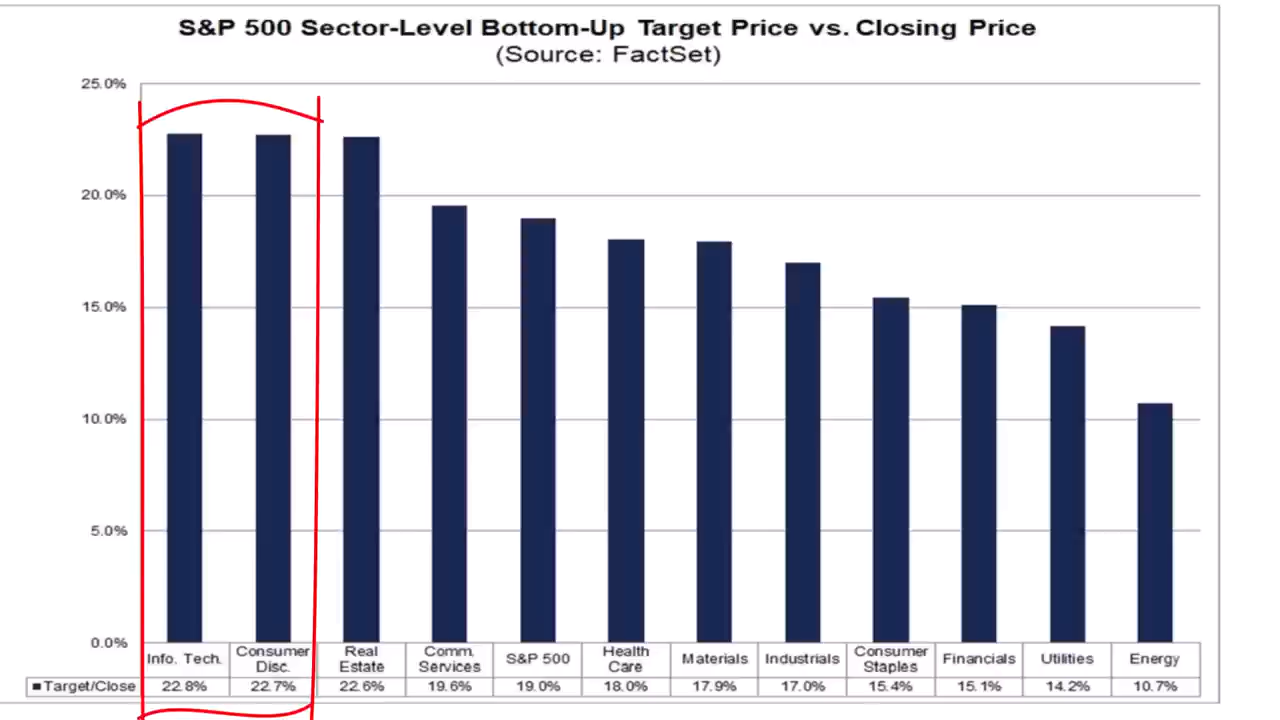 S&P 500 Sector-Level Bottom-Up Target Price vs. Closing Price
(Source: FactSet)
25.0%
20.0%
15.0%
10.0%
5.0%
0.0%
Info. Tech. Consumer Disc. Real Estate Comm. Services S&P 500 Health Care Materials Industrials Consumer Staples Financials Utilities Energy
Target/Close 22.8% 22.7% 22.6% 19.6% 19.0% 18.0% 17.9% 17.0% 15.4% 15.1% 14.2% 10.7%